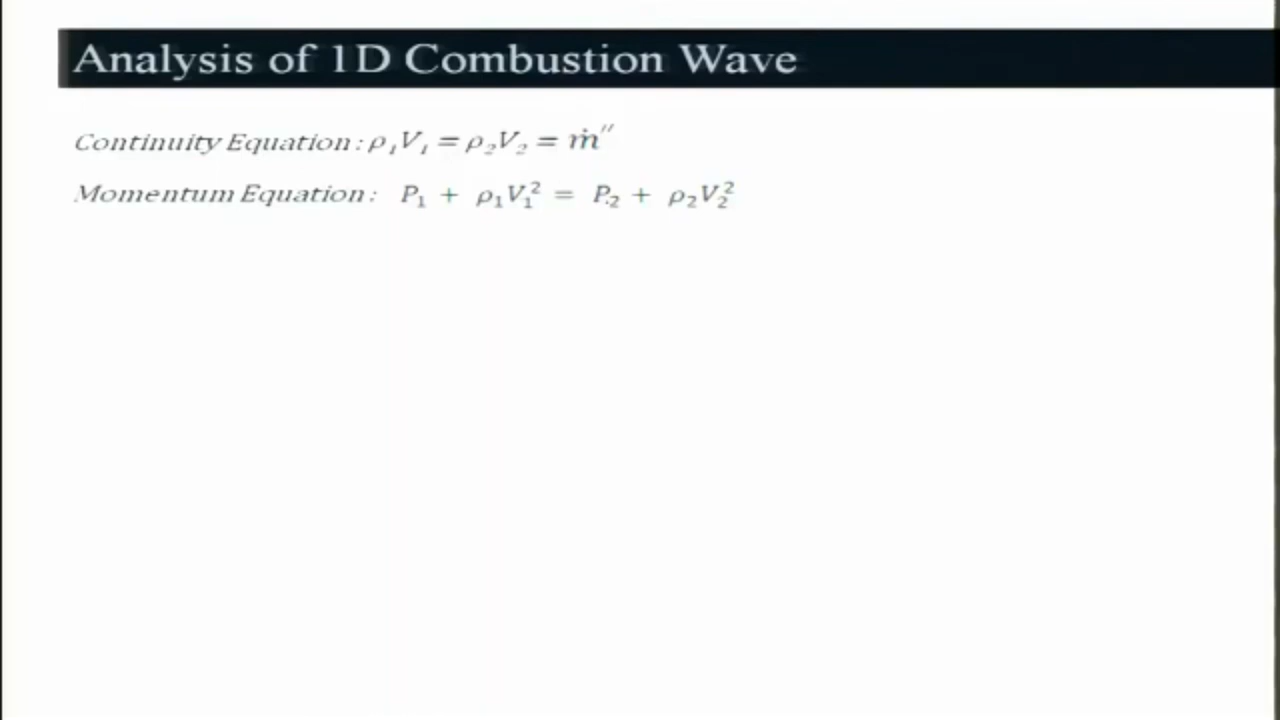 Analysis of 1D Combustion Wave
Continuity Equation : ρ₁V₁ = ρ₂V₂ = ṁ″
Momentum Equation : P₁ + ρ₁V₁² = P₂ + ρ₂V₂²